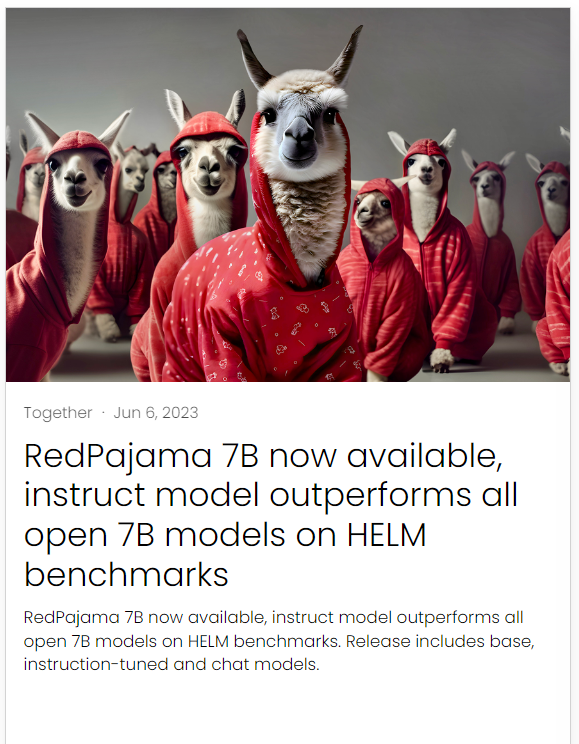 Together · Jun 6, 2023
RedPajama 7B now available,
instruct model outperforms all
open 7B models on HELM
benchmarks
RedPajama 7B now available, instruct model outperforms all
open 7B models on HELM benchmarks. Release includes base,
instruction-tuned and chat models.